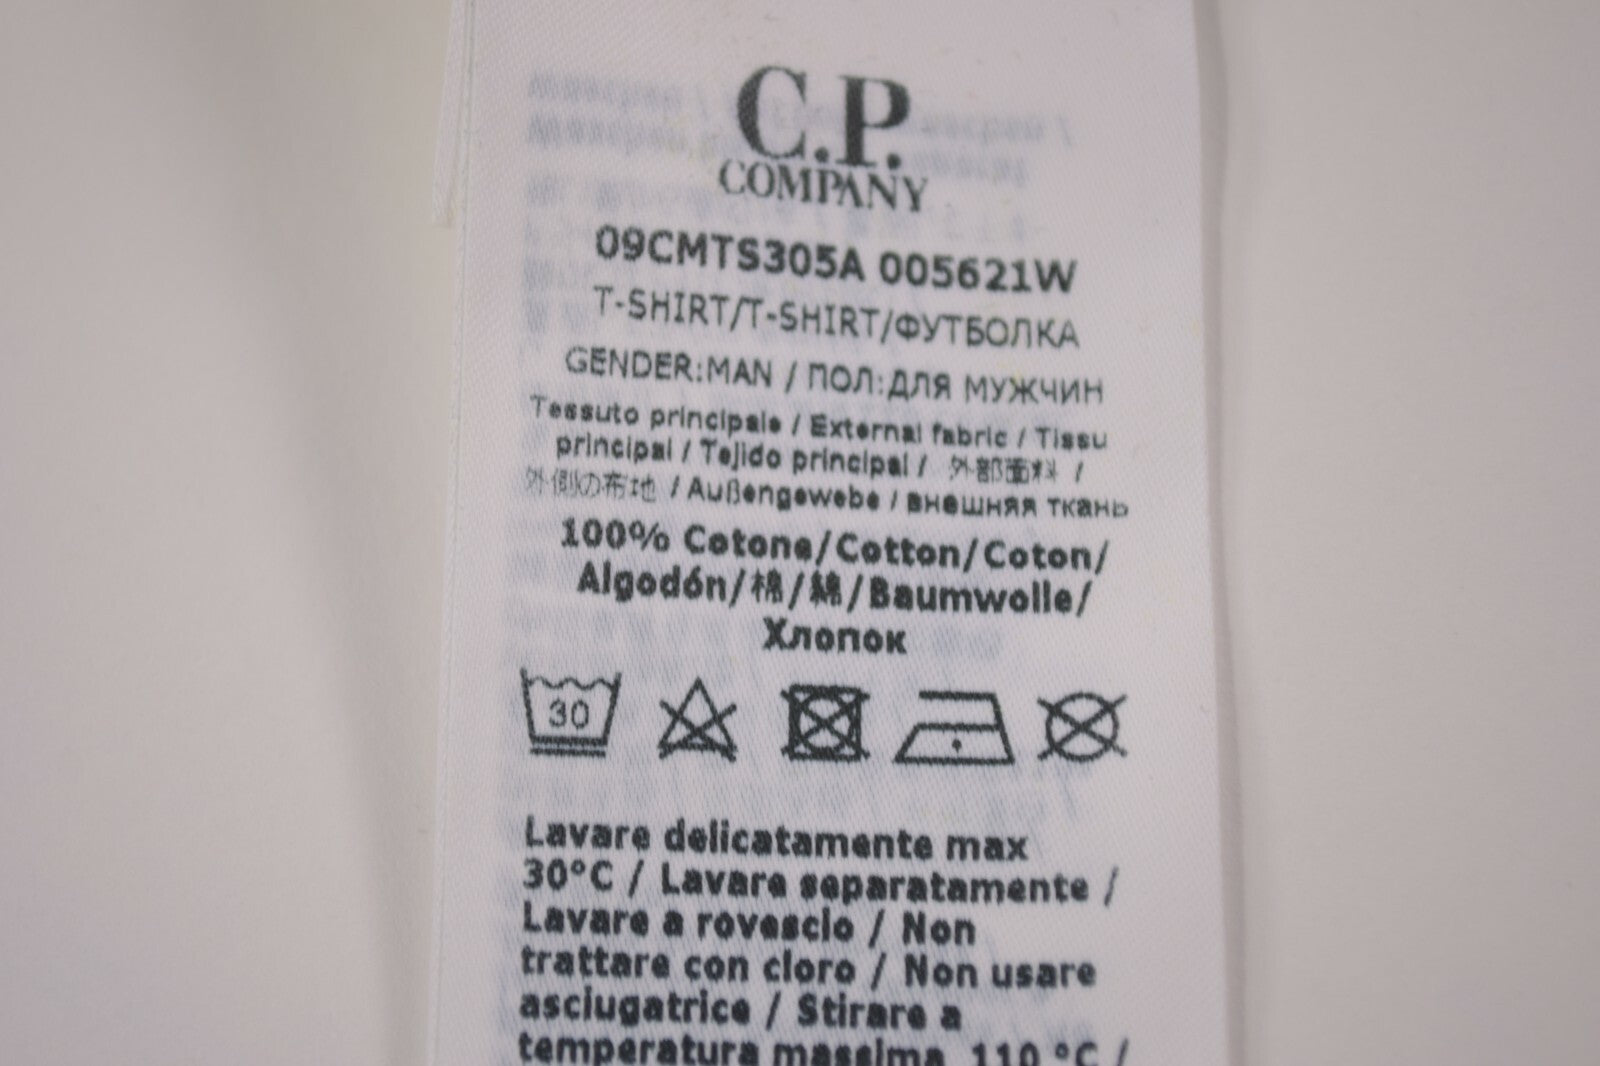 C.P.
COMPANY
09CMTS305A 005621W
T-SHIRT/T-SHIRT/ФУТБОЛКА
GENDER:MAN / ПОЛ:ДЛЯ МУЖЧИН
Tessuto principale / External fabric / Tissu
principal / Tejido principal / 外部面料 /
外側の布地 / Außengewebe / внешняя ткань
100% Cotone/Cotton/Coton/
Algodón/棉/綿/Baumwolle/
Хлопок
30
Lavare delicatamente max
30°C / Lavare separatamente /
Lavare a rovescio / Non
trattare con cloro / Non usare
asciugatrice / Stirare a
temperatura massima 110 °C /